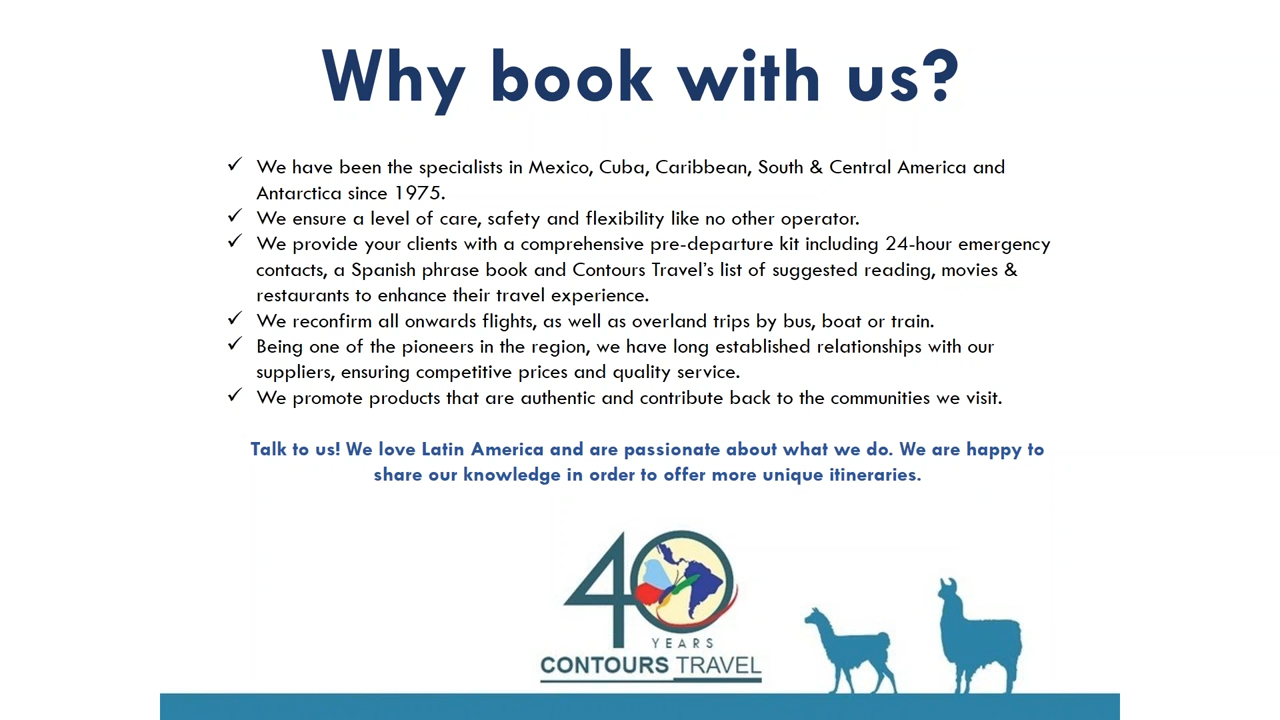 Why book with us?
✓ We have been the specialists in Mexico, Cuba, Caribbean, South & Central America and
Antarctica since 1975.
✓ We ensure a level of care, safety and flexibility like no other operator.
✓ We provide your clients with a comprehensive pre-departure kit including 24-hour emergency
contacts, a Spanish phrase book and Contours Travel’s list of suggested reading, movies &
restaurants to enhance their travel experience.
✓ We reconfirm all onwards flights, as well as overland trips by bus, boat or train.
✓ Being one of the pioneers in the region, we have long established relationships with our
suppliers, ensuring competitive prices and quality service.
✓ We promote products that are authentic and contribute back to the communities we visit.
Talk to us! We love Latin America and are passionate about what we do. We are happy to
share our knowledge in order to offer more unique itineraries.
40
YEARS
CONTOURS TRAVEL